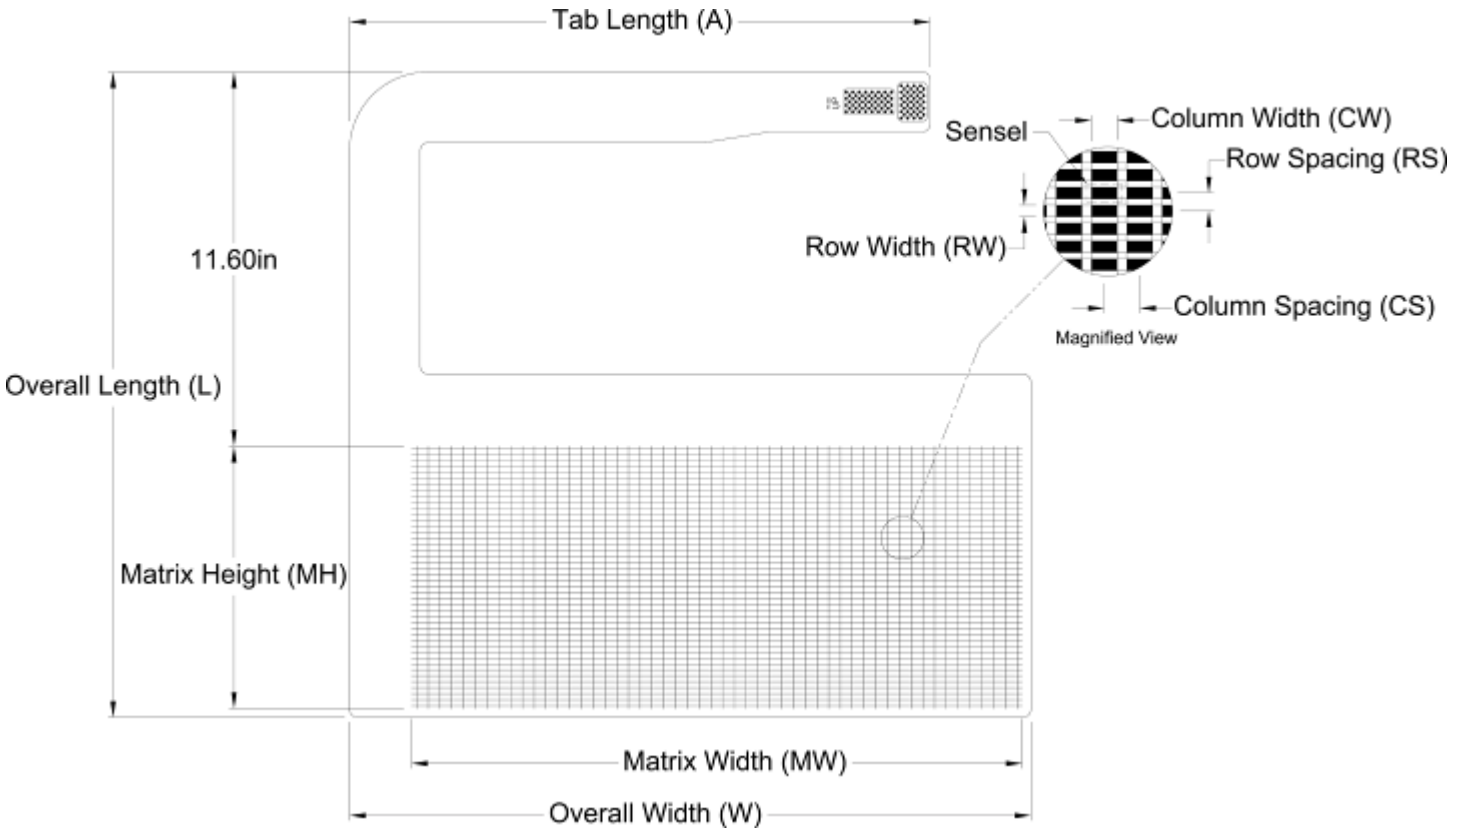 Tab Length (A)
Column Width (CW)
Sensel
Row Spacing (RS)
Row Width (RW)
11.60in
Column Spacing (CS)
Magnified View
Overall Length (L)
Matrix Height (MH)
Matrix Width (MW)
Overall Width (W)